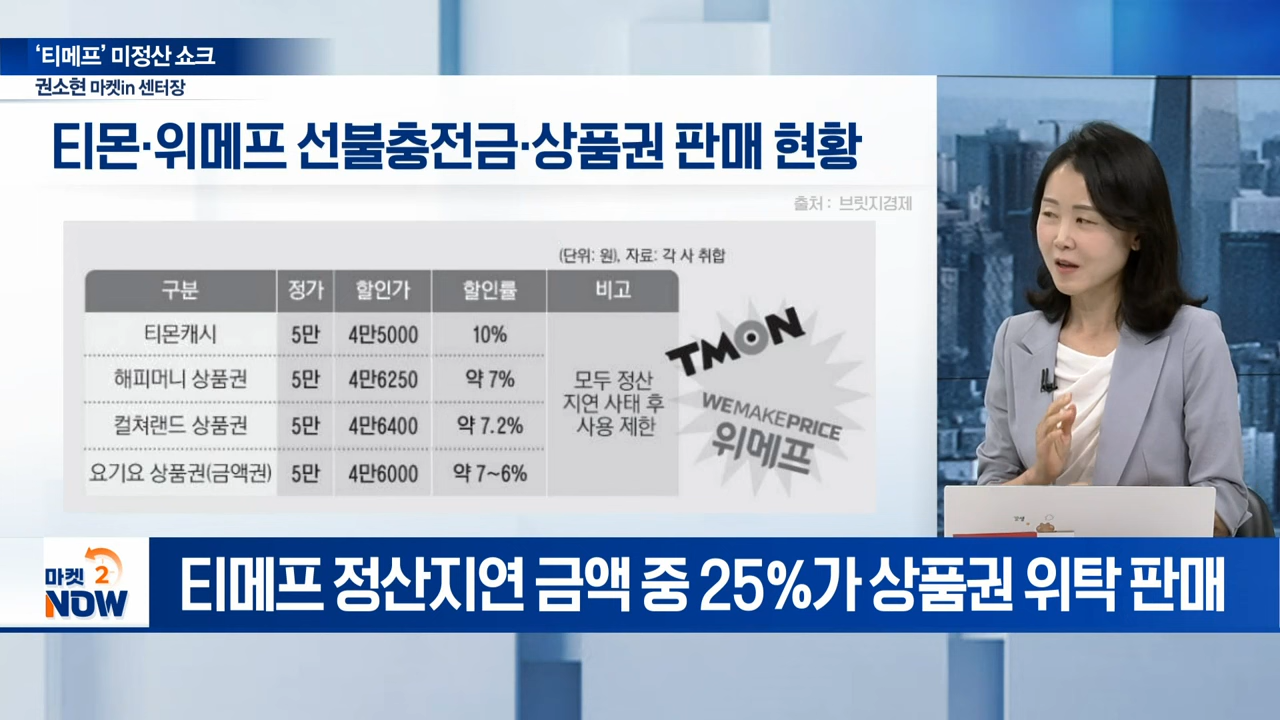 ‘티메프’ 미정산 쇼크
권소현 마켓in 센터장
티몬·위메프 선불충전금·상품권 판매 현황
출처 : 브릿지경제
(단위: 원), 자료: 각 사 취합
구분 정가 할인가 할인률 비고
티몬캐시 5만 4만5000 10%
해피머니 상품권 5만 4만6250 약 7%
컬쳐랜드 상품권 5만 4만6400 약 7.2%
요기요 상품권(금액권) 5만 4만6000 약 7~6%
모두 정산
지연 사태 후
사용 제한
TMON
WEMAKEPRICE
위메프
마켓 2
NOW
티메프 정산지연 금액 중 25%가 상품권 위탁 판매